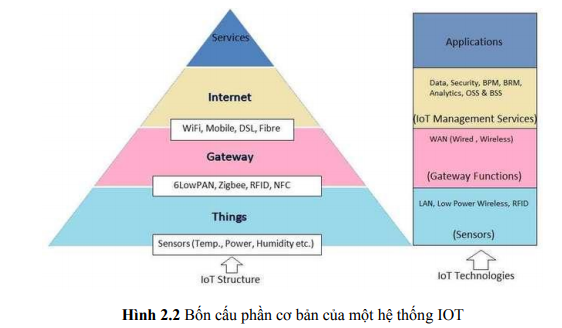 Services
Internet
WiFi, Mobile, DSL, Fibre
Gateway
6LowPAN, Zigbee, RFID, NFC
Things
Sensors (Temp., Power, Humidity etc.)
IoT Structure
Applications
Data, Security, BPM, BRM,
Analytics, OSS & BSS
(IoT Management Services)
WAN (Wired , Wireless)
(Gateway Functions)
LAN, Low Power Wireless, RFID
(Sensors)
IoT Technologies
Hình 2.2 Bốn cấu phần cơ bản của một hệ thống IOT